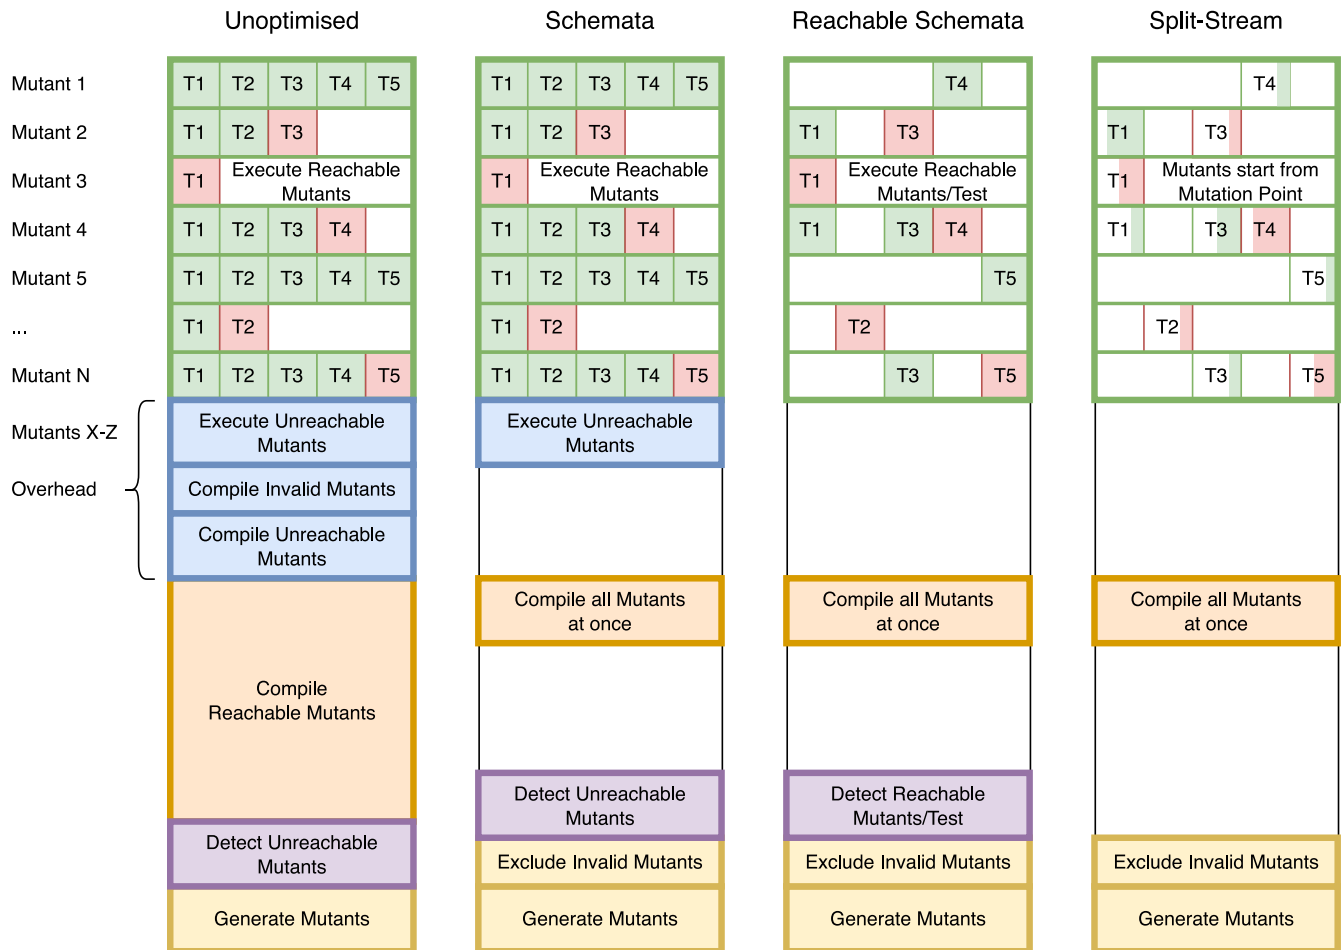 Unoptimised Schemata Reachable Schemata Split-Stream
Mutant 1 T1 T2 T3 T4 T5 T1 T2 T3 T4 T5 T4 T4
Mutant 2 T1 T2 T3 T1 T2 T3 T1 T3 T1 T3
Mutant 3 T1 Execute Reachable T1 Execute Reachable T1 Execute Reachable T1 Mutants start from
Mutants Mutants Mutants/Test Mutation Point
Mutant 4 T1 T2 T3 T4 T1 T2 T3 T4 T1 T3 T4 T1 T3 T4
Mutant 5 T1 T2 T3 T4 T5 T1 T2 T3 T4 T5 T5 T5
... T1 T2 T1 T2 T2 T2
Mutant N T1 T2 T3 T4 T5 T1 T2 T3 T4 T5 T3 T5 T3 T5
Mutants X-Z Execute Unreachable Execute Unreachable
Mutants Mutants
Overhead Compile Invalid Mutants
Compile Unreachable
Mutants
Compile all Mutants Compile all Mutants Compile all Mutants
at once at once at once
Compile
Reachable Mutants
Detect Unreachable Detect Reachable
Mutants Mutants/Test
Detect Unreachable
Mutants
Exclude Invalid Mutants Exclude Invalid Mutants Exclude Invalid Mutants
Generate Mutants Generate Mutants Generate Mutants Generate Mutants